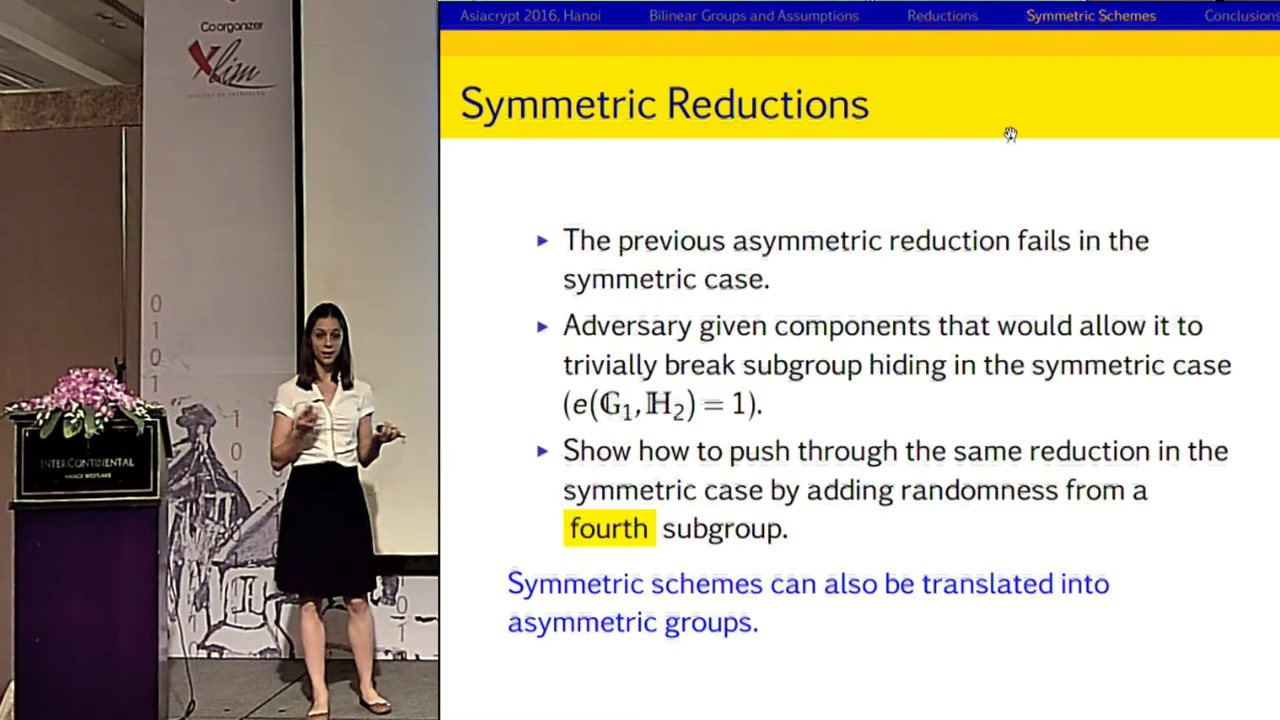 Asiacrypt 2016, Hanoi Bilinear Groups and Assumptions Reductions Symmetric Schemes Conclusions
Coorganizer
Xlim
Symmetric Reductions
The previous asymmetric reduction fails in the
symmetric case.
Adversary given components that would allow it to
trivially break subgroup hiding in the symmetric case
(e(𝔾₁, ℍ₂) = 1).
Show how to push through the same reduction in the
symmetric case by adding randomness from a
fourth subgroup.
Symmetric schemes can also be translated into
asymmetric groups.
INTERCONTINENTAL
HANOI WESTLAKE